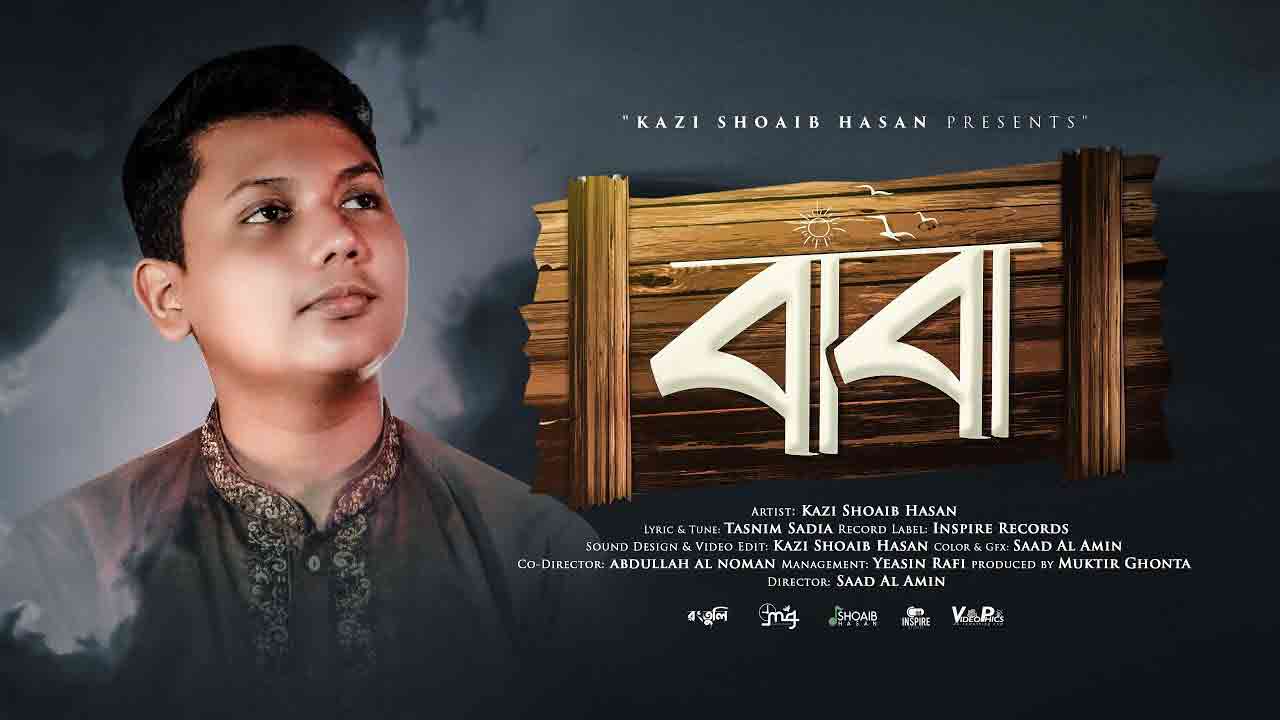 "KAZI SHOAIB HASAN PRESENTS"
বাবা
ARTIST: KAZI SHOAIB HASAN
LYRIC & TUNE: TASNIM SADIA RECORD LABEL: INSPIRE RECORDS
SOUND DESIGN & VIDEO EDIT: KAZI SHOAIB HASAN COLOR & GFX: SAAD AL AMIN
CO-DIRECTOR: ABDULLAH AL NOMAN MANAGEMENT: YEASIN RAFI PRODUCED BY MUKTIR GHONTA
DIRECTOR: SAAD AL AMIN
রংতুলি SHOAIB HASAN INSPIRE VIDEOPHICS